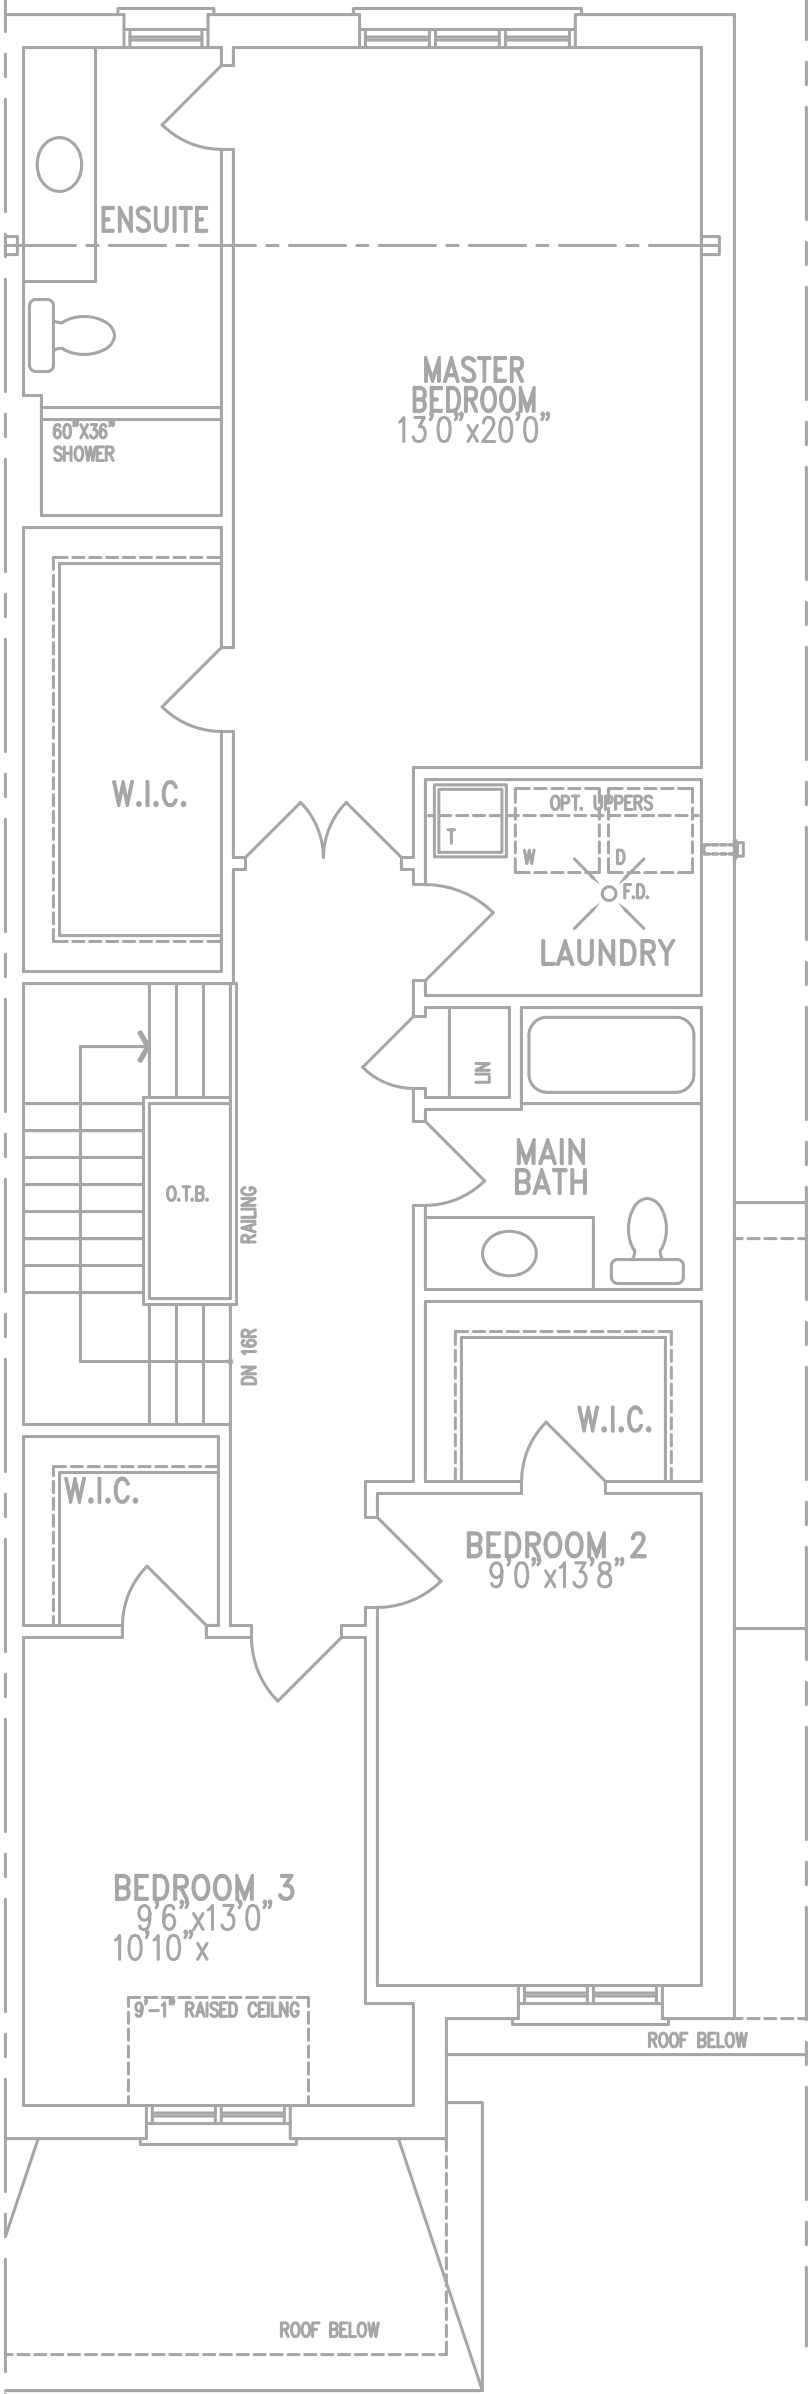 ENSUITE
MASTER
BEDROOM
13'0"x20'0"
60"X36"
SHOWER
W.I.C.
OPT. UPPERS
T
W
D
F.D.
LAUNDRY
LIN
MAIN
BATH
O.T.B.
RAILING
DN 16R
W.I.C.
W.I.C.
BEDROOM 2
9'0"x13'8"
BEDROOM 3
9'6"x13'0"
10'10"x
9'-1" RAISED CEILNG
ROOF BELOW
ROOF BELOW